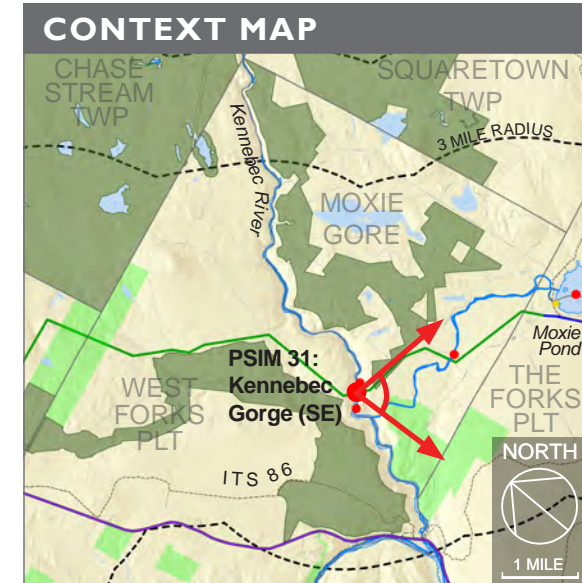 CONTEXT MAP
CHASE
STREAM
TWP
SQUARETOWN
TWP
3 MILE RADIUS
Kennebec River
MOXIE
GORE
Moxie
Pond
PSIM 31:
Kennebec
Gorge (SE)
WEST
FORKS
PLT
THE
FORKS
PLT
ITS 86
NORTH
1 MILE